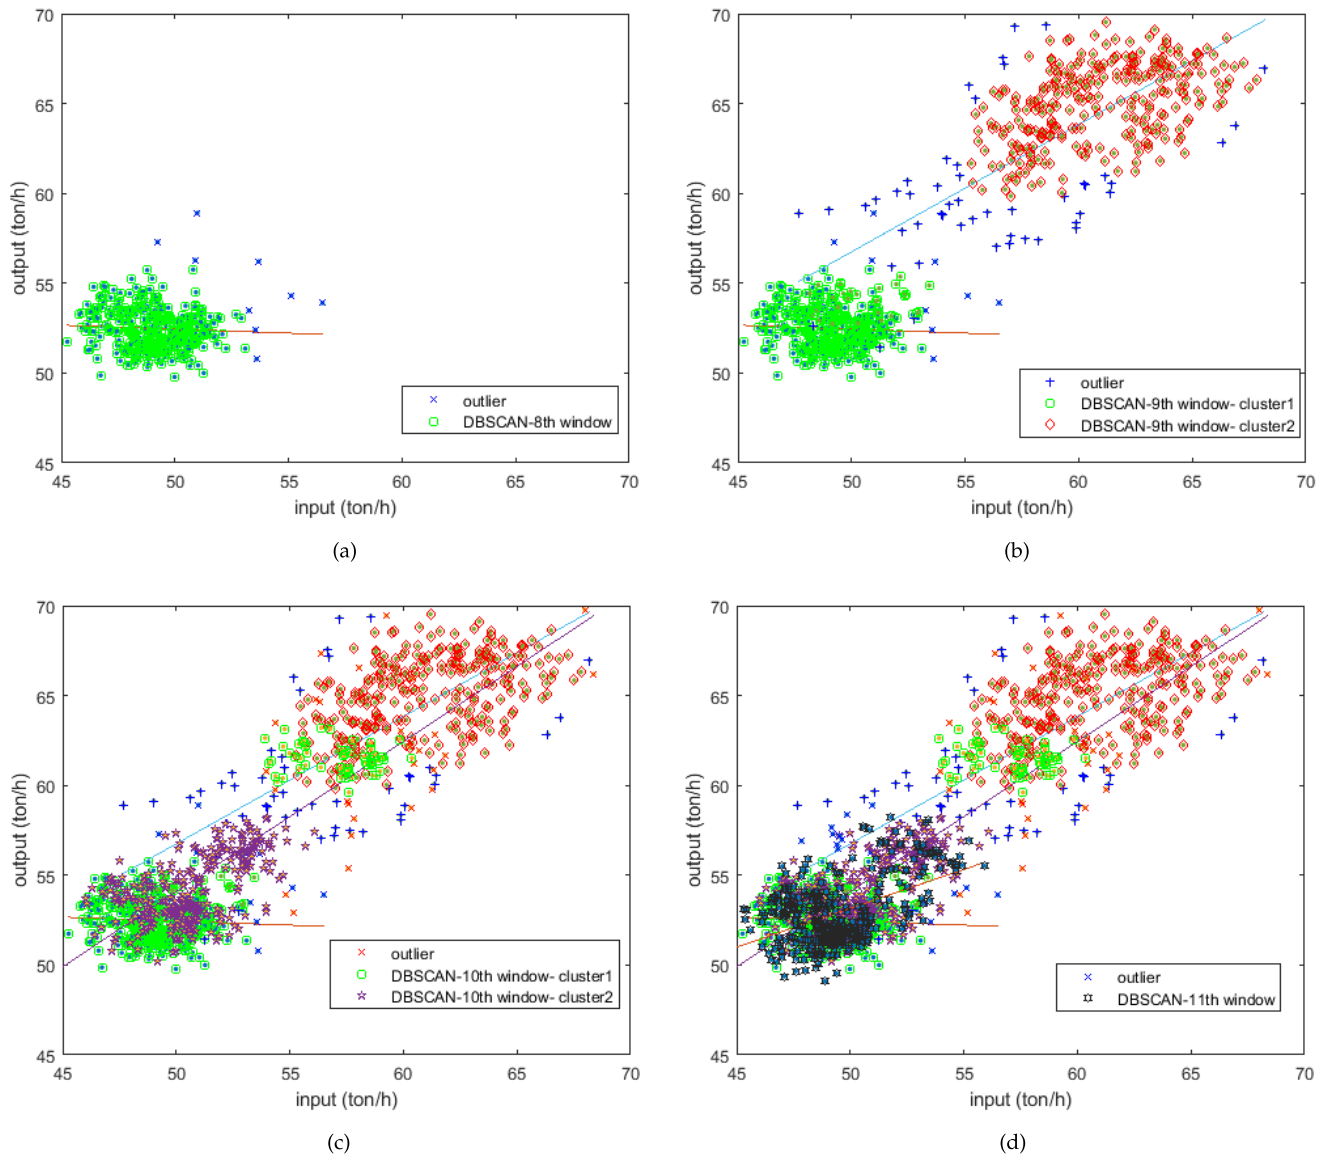 70
65
60
55
50
45
output (ton/h)
45 50 55 60 65 70
input (ton/h)
outlier
DBSCAN-8th window
(a)
70
65
60
55
50
45
output (ton/h)
45 50 55 60 65 70
input (ton/h)
outlier
DBSCAN-9th window- cluster1
DBSCAN-9th window- cluster2
(b)
70
65
60
55
50
45
output (ton/h)
45 50 55 60 65 70
input (ton/h)
outlier
DBSCAN-10th window- cluster1
DBSCAN-10th window- cluster2
(c)
70
65
60
55
50
45
output (ton/h)
45 50 55 60 65 70
input (ton/h)
outlier
DBSCAN-11th window
(d)